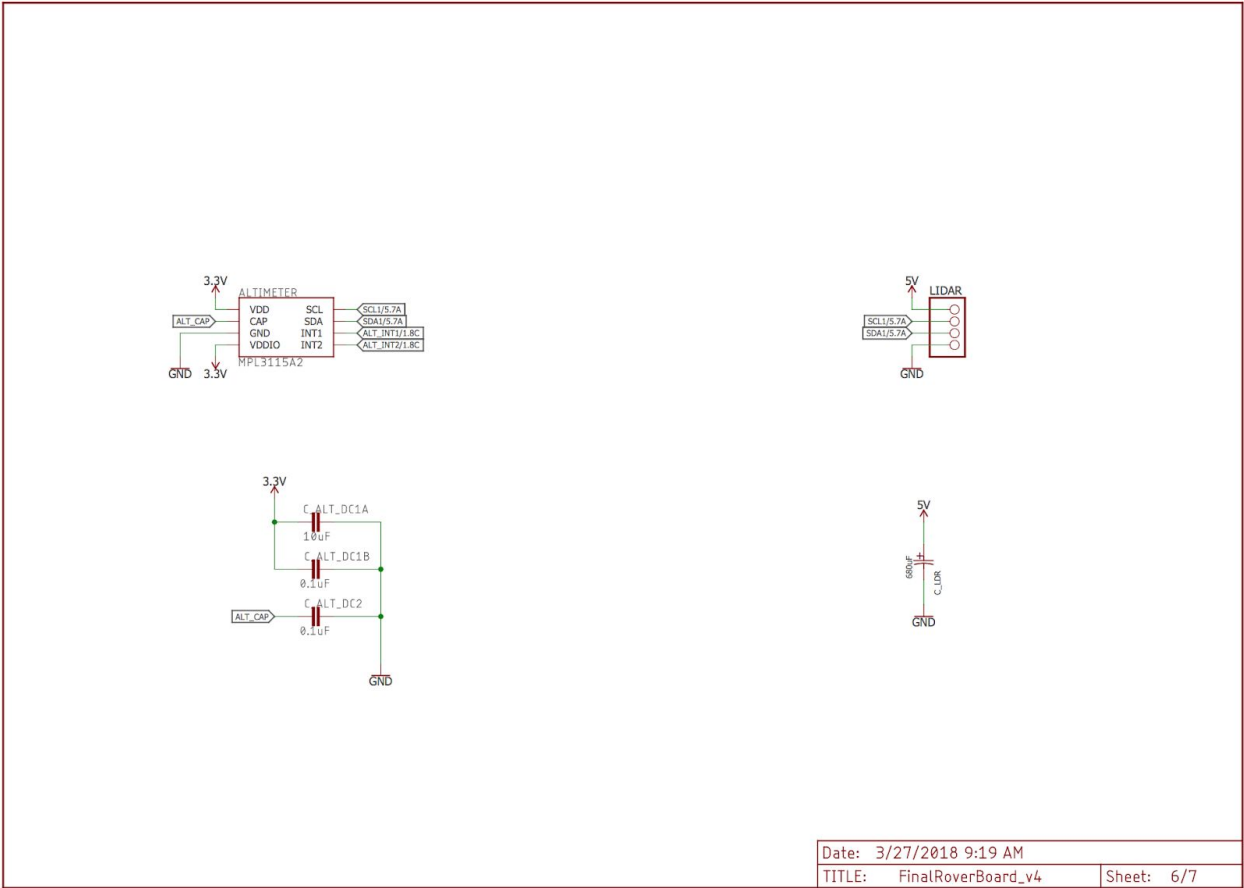 3.3V
ALTIMETER
VDD SCL SCL1/5.7A
ALT_CAP CAP SDA SDA1/5.7A
GND INT1 ALT_INT1/1.8C
VDDIO INT2 ALT_INT2/1.8C
MPL3115A2
GND 3.3V
5V
LIDAR
SCL1/5.7A
SDA1/5.7A
GND
3.3V
C_ALT_DC1A
10uF
C_ALT_DC1B
0.1uF
C_ALT_DC2
ALT_CAP
0.1uF
GND
5V
+
680uF
C_LDR
GND
Date: 3/27/2018 9:19 AM
TITLE: FinalRoverBoard_v4 Sheet: 6/7